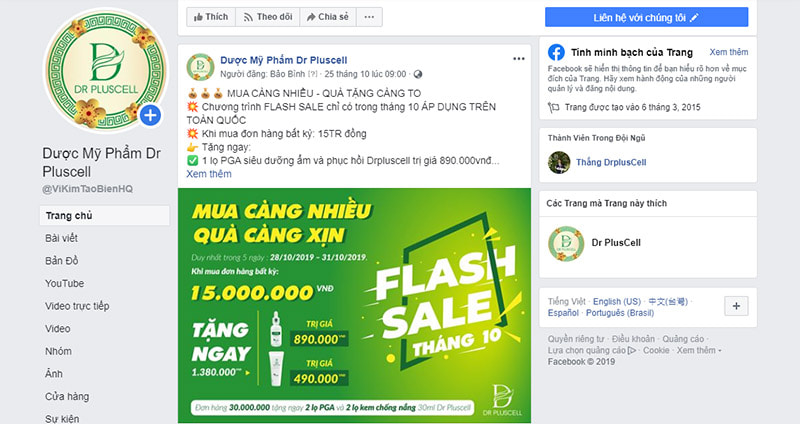 DR PLUSCELL
Dược Mỹ Phẩm Dr
Pluscell
@ViKimTaoBienHQ
Trang chủ
Bài viết
Bản Đồ
YouTube
Video trực tiếp
Video
Nhóm
Ảnh
Cửa hàng
Sự kiện
Thích
Theo dõi
Chia sẻ
Dược Mỹ Phẩm Dr Pluscell
Người đăng: Bảo Bình [?] · 25 tháng 10 lúc 09:00 ·
MUA CÀNG NHIỀU - QUÀ TẶNG CÀNG TO
Chương trình FLASH SALE chỉ có trong tháng 10 ÁP DỤNG TRÊN
TOÀN QUỐC
Khi mua đơn hàng bất kỳ: 15TR đồng
Tặng ngay:
1 lọ PGA siêu dưỡng ẩm và phục hồi Drpluscell trị giá 890.000vnđ...
Xem thêm
MUA CÀNG NHIỀU
QUÀ CÀNG XỊN
Duy nhất trong 5 ngày : 28/10/2019 - 31/10/2019.
Khi mua đơn hàng bất kỳ:
15.000.000 VNĐ
TẶNG
NGAY
1.380.000 VNĐ
TRỊ GIÁ
890.000 VNĐ
TRỊ GIÁ
490.000 VNĐ
FLASH
SALE
THÁNG 10
Đơn hàng 30.000.000 tặng ngay 2 lọ PGA và 2 lọ kem chống nắng 30ml Dr Pluscell
DR PLUSCELL
Liên hệ với chúng tôi
Tính minh bạch của Trang
Xem thêm
Facebook sẽ hiển thị thông tin để bạn hiểu rõ hơn về mục
đích của Trang. Hãy xem hành động của những người
quản lý và đăng nội dung.
Trang được tạo vào 6 tháng 3, 2015
Thành Viên Trong Đội Ngũ
Thắng DrplusCell
Các Trang mà Trang này thích
Dr PlusCell
Tiếng Việt · English (US) · 中文(台灣) ·
Español · Português (Brasil)
Quyền riêng tư · Điều khoản · Quảng cáo ·
Lựa chọn quảng cáo · Cookie · Xem thêm
Facebook © 2019